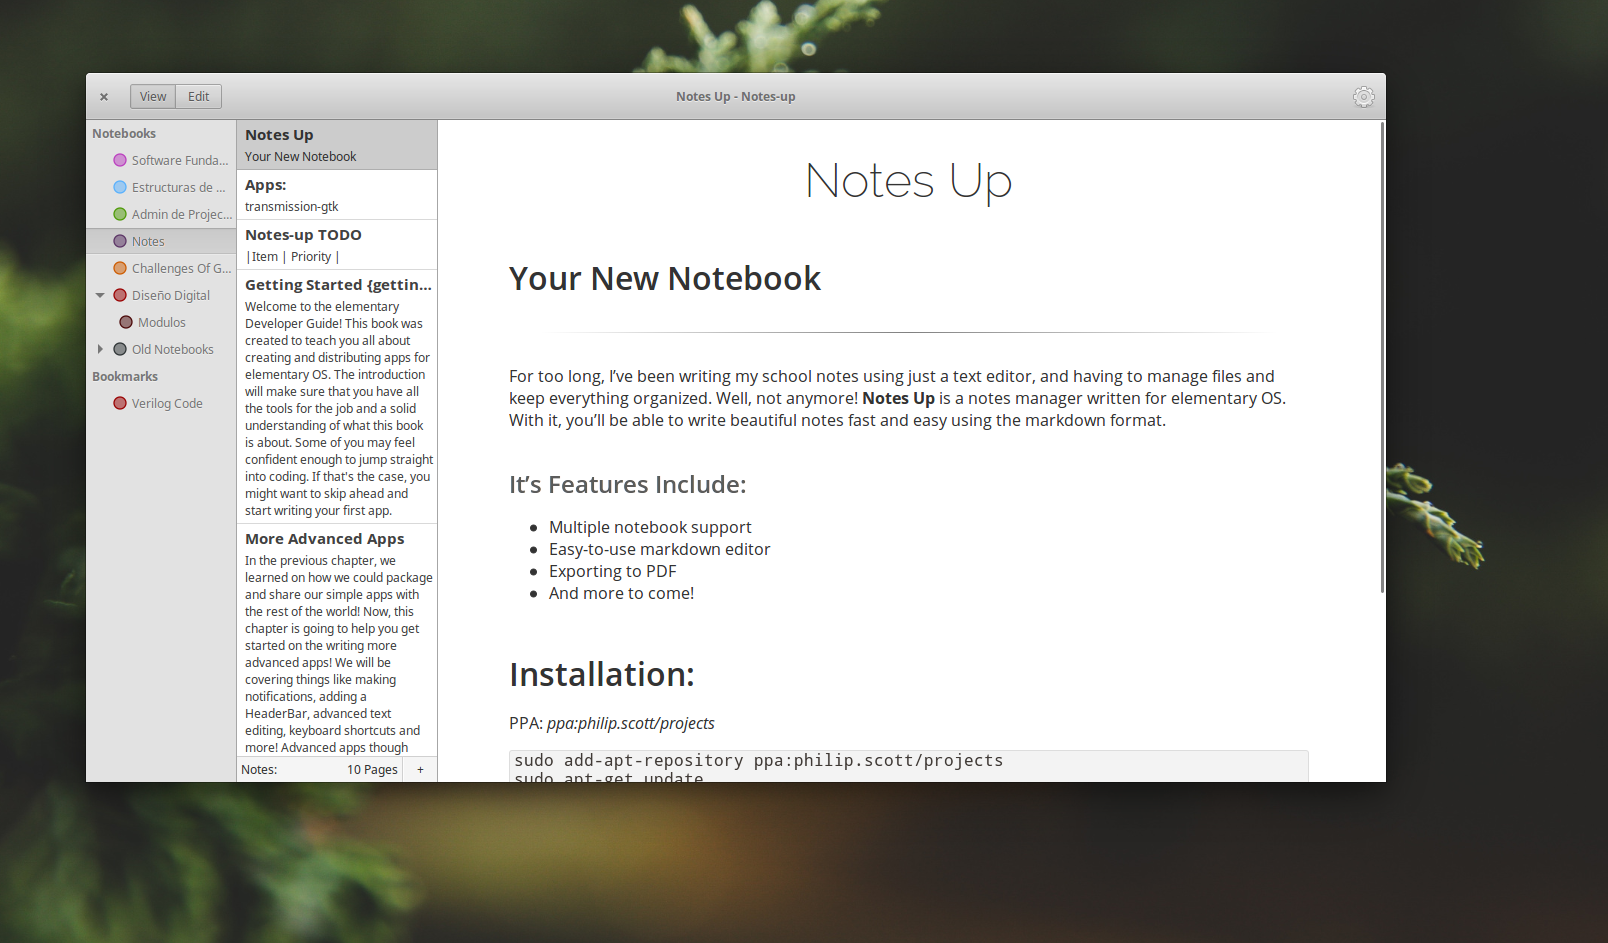 View Edit
Notes Up - Notes-up
Notebooks
Software Funda...
Estructuras de ...
Admin de Projec...
Notes
Challenges Of G...
Diseño Digital
Modulos
Old Notebooks
Bookmarks
Verilog Code
Notes Up
Your New Notebook
Apps:
transmission-gtk
Notes-up TODO
|Item | Priority |
Getting Started {gettin...
Welcome to the elementary
Developer Guide! This book was
created to teach you all about
creating and distributing apps for
elementary OS. The introduction
will make sure that you have all
the tools for the job and a solid
understanding of what this book
is about. Some of you may feel
confident enough to jump straight
into coding. If that's the case, you
might want to skip ahead and
start writing your first app.
More Advanced Apps
In the previous chapter, we
learned on how we could package
and share our simple apps with
the rest of the world! Now, this
chapter is going to help you get
started on the writing more
advanced apps! We will be
covering things like making
notifications, adding a
HeaderBar, advanced text
editing, keyboard shortcuts and
more! Advanced apps though
Notes: 10 Pages +
Notes Up
Your New Notebook
For too long, I’ve been writing my school notes using just a text editor, and having to manage files and
keep everything organized. Well, not anymore! Notes Up is a notes manager written for elementary OS.
With it, you’ll be able to write beautiful notes fast and easy using the markdown format.
It’s Features Include:
Multiple notebook support
Easy-to-use markdown editor
Exporting to PDF
And more to come!
Installation:
PPA: ppa:philip.scott/projects
sudo add-apt-repository ppa:philip.scott/projects
sudo apt-get update